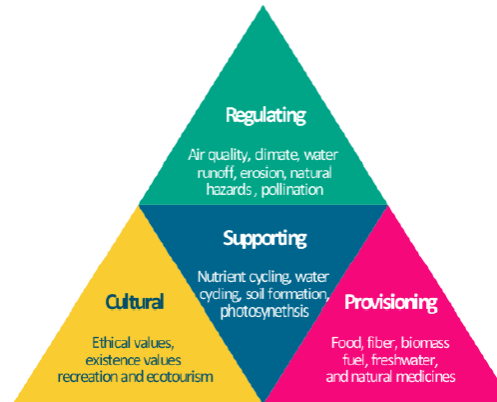 Regulating
Air quality, climate, water
runoff, erosion, natural
hazards, pollination
Supporting
Nutrient cycling, water
cycling, soil formation,
photosynethsis
Cultural
Ethical values,
existence values
recreation and ecotourism
Provisioning
Food, fiber, biomass
fuel, freshwater,
and natural medicines